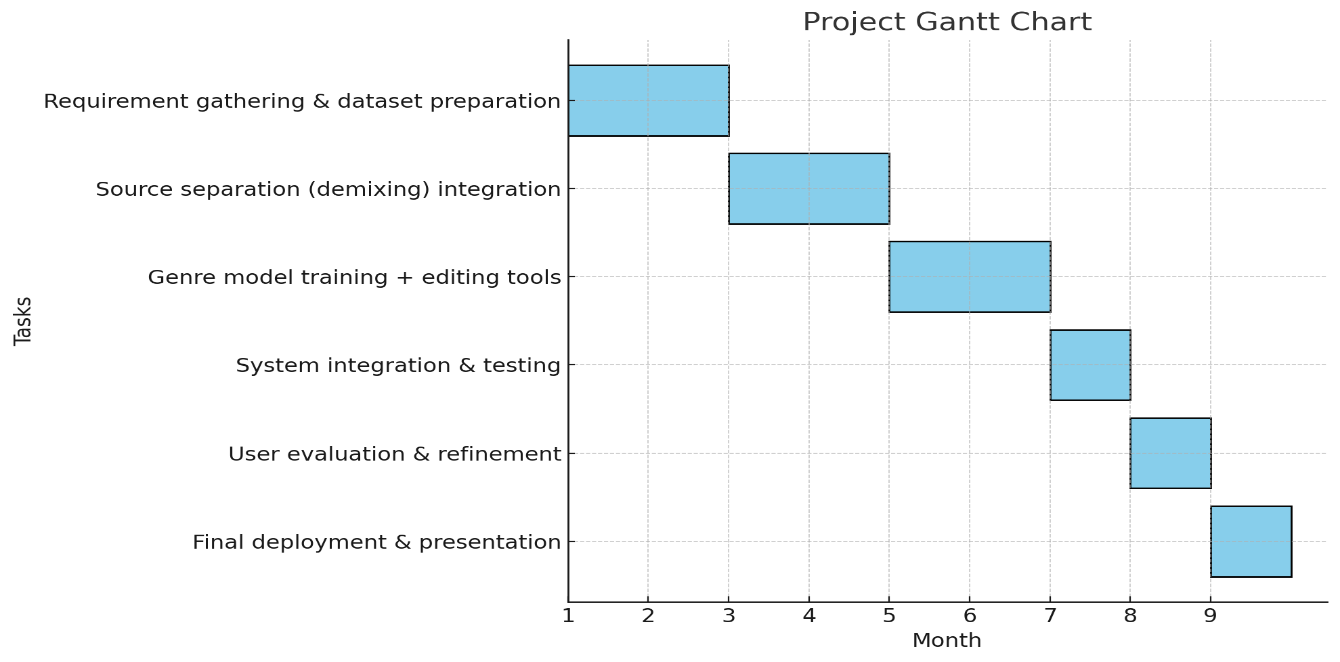 Project Gantt Chart
Requirement gathering & dataset preparation
Source separation (demixing) integration
Genre model training + editing tools
System integration & testing
User evaluation & refinement
Final deployment & presentation
Tasks
1 2 3 4 5 6 7 8 9
Month